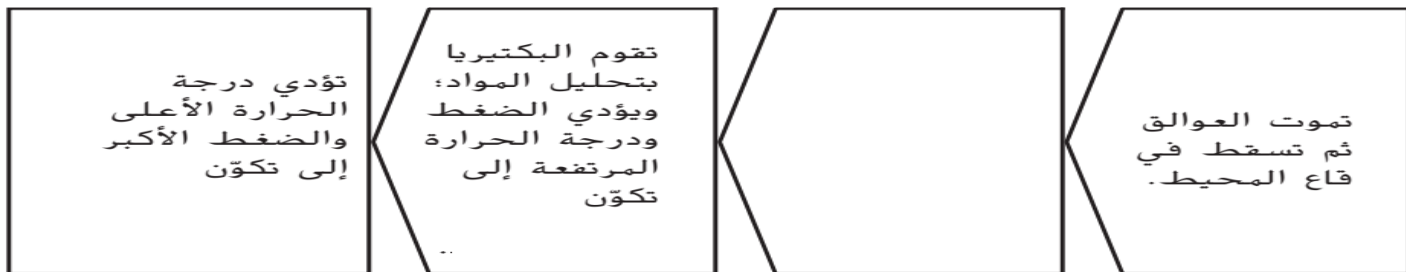 تموت العوالق
ثم تسقط في
قاع المحيط.
تقوم البكتيريا
بتحليل المواد؛
ويؤدي الضغط
ودرجة الحرارة
المرتفعة إلى
تكوّن
تؤدي درجة
الحرارة الأعلى
والضغط الأكبر
إلى تكوّن